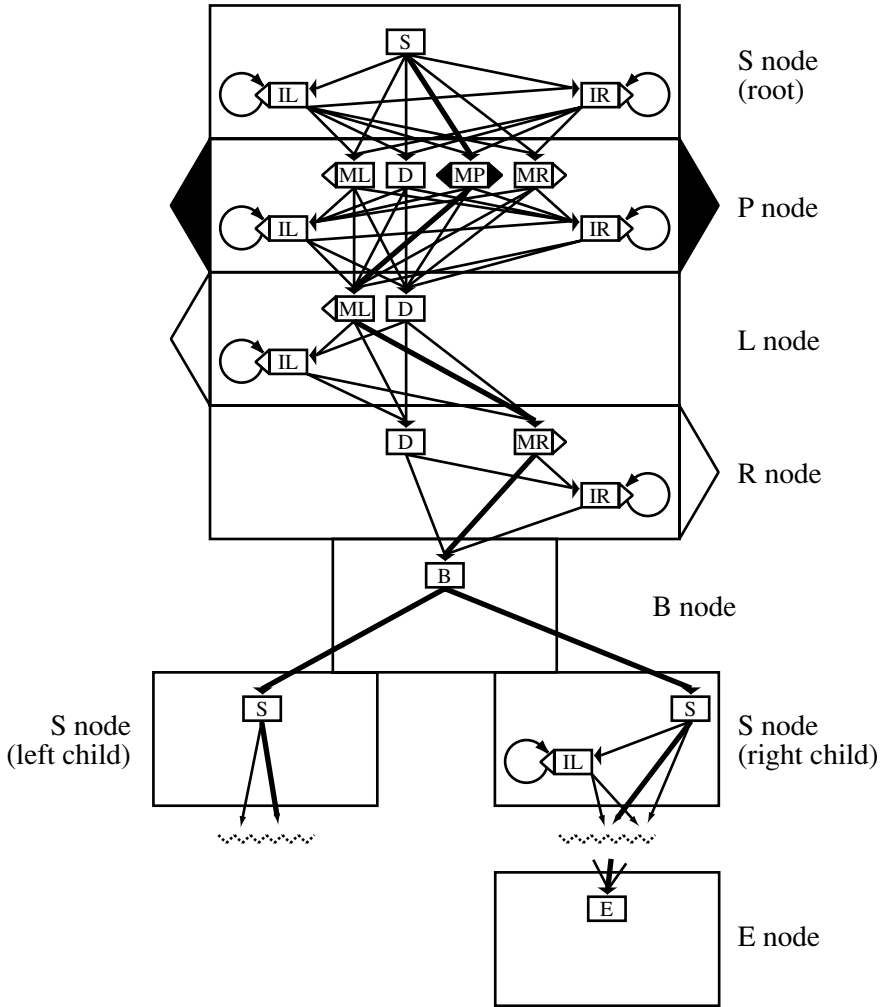 S
S node
(root)
IL
IR
ML
D
MP
MR
P node
IL
IR
ML
D
L node
IL
D
MR
R node
IR
B
B node
S
S
S node
(left child)
S node
(right child)
IL
E
E node